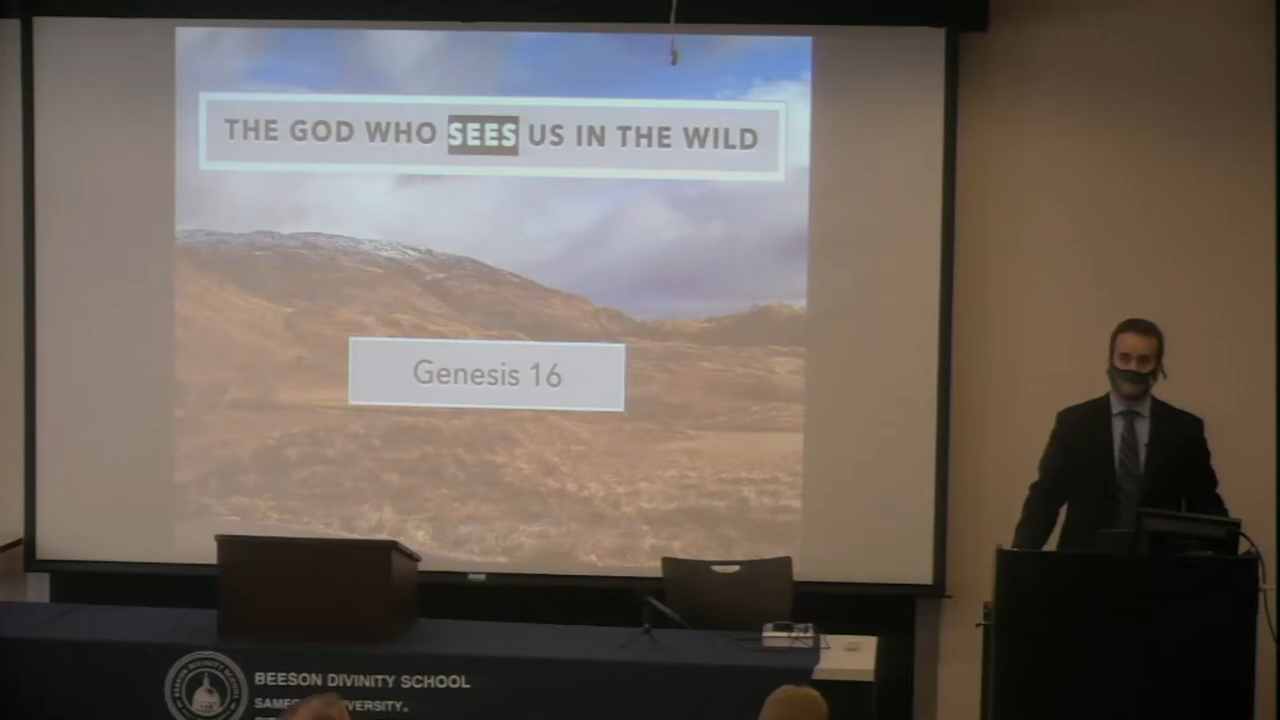 THE GOD WHO SEES US IN THE WILD
Genesis 16
BEESON DIVINITY SCHOOL